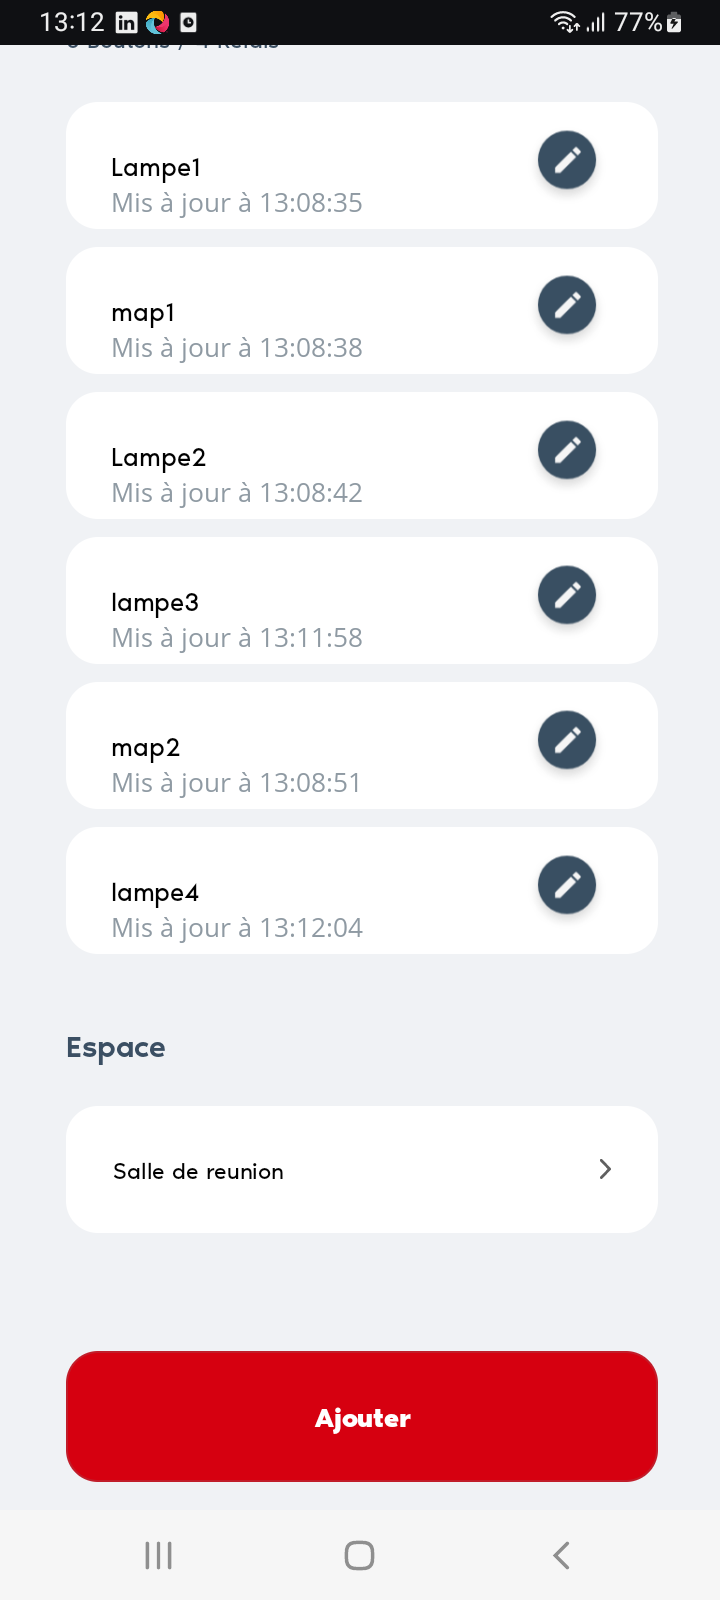 13:12 77%
Lampe1
Mis à jour à 13:08:35
map1
Mis à jour à 13:08:38
Lampe2
Mis à jour à 13:08:42
lampe3
Mis à jour à 13:11:58
map2
Mis à jour à 13:08:51
lampe4
Mis à jour à 13:12:04
Espace
Salle de reunion
Ajouter